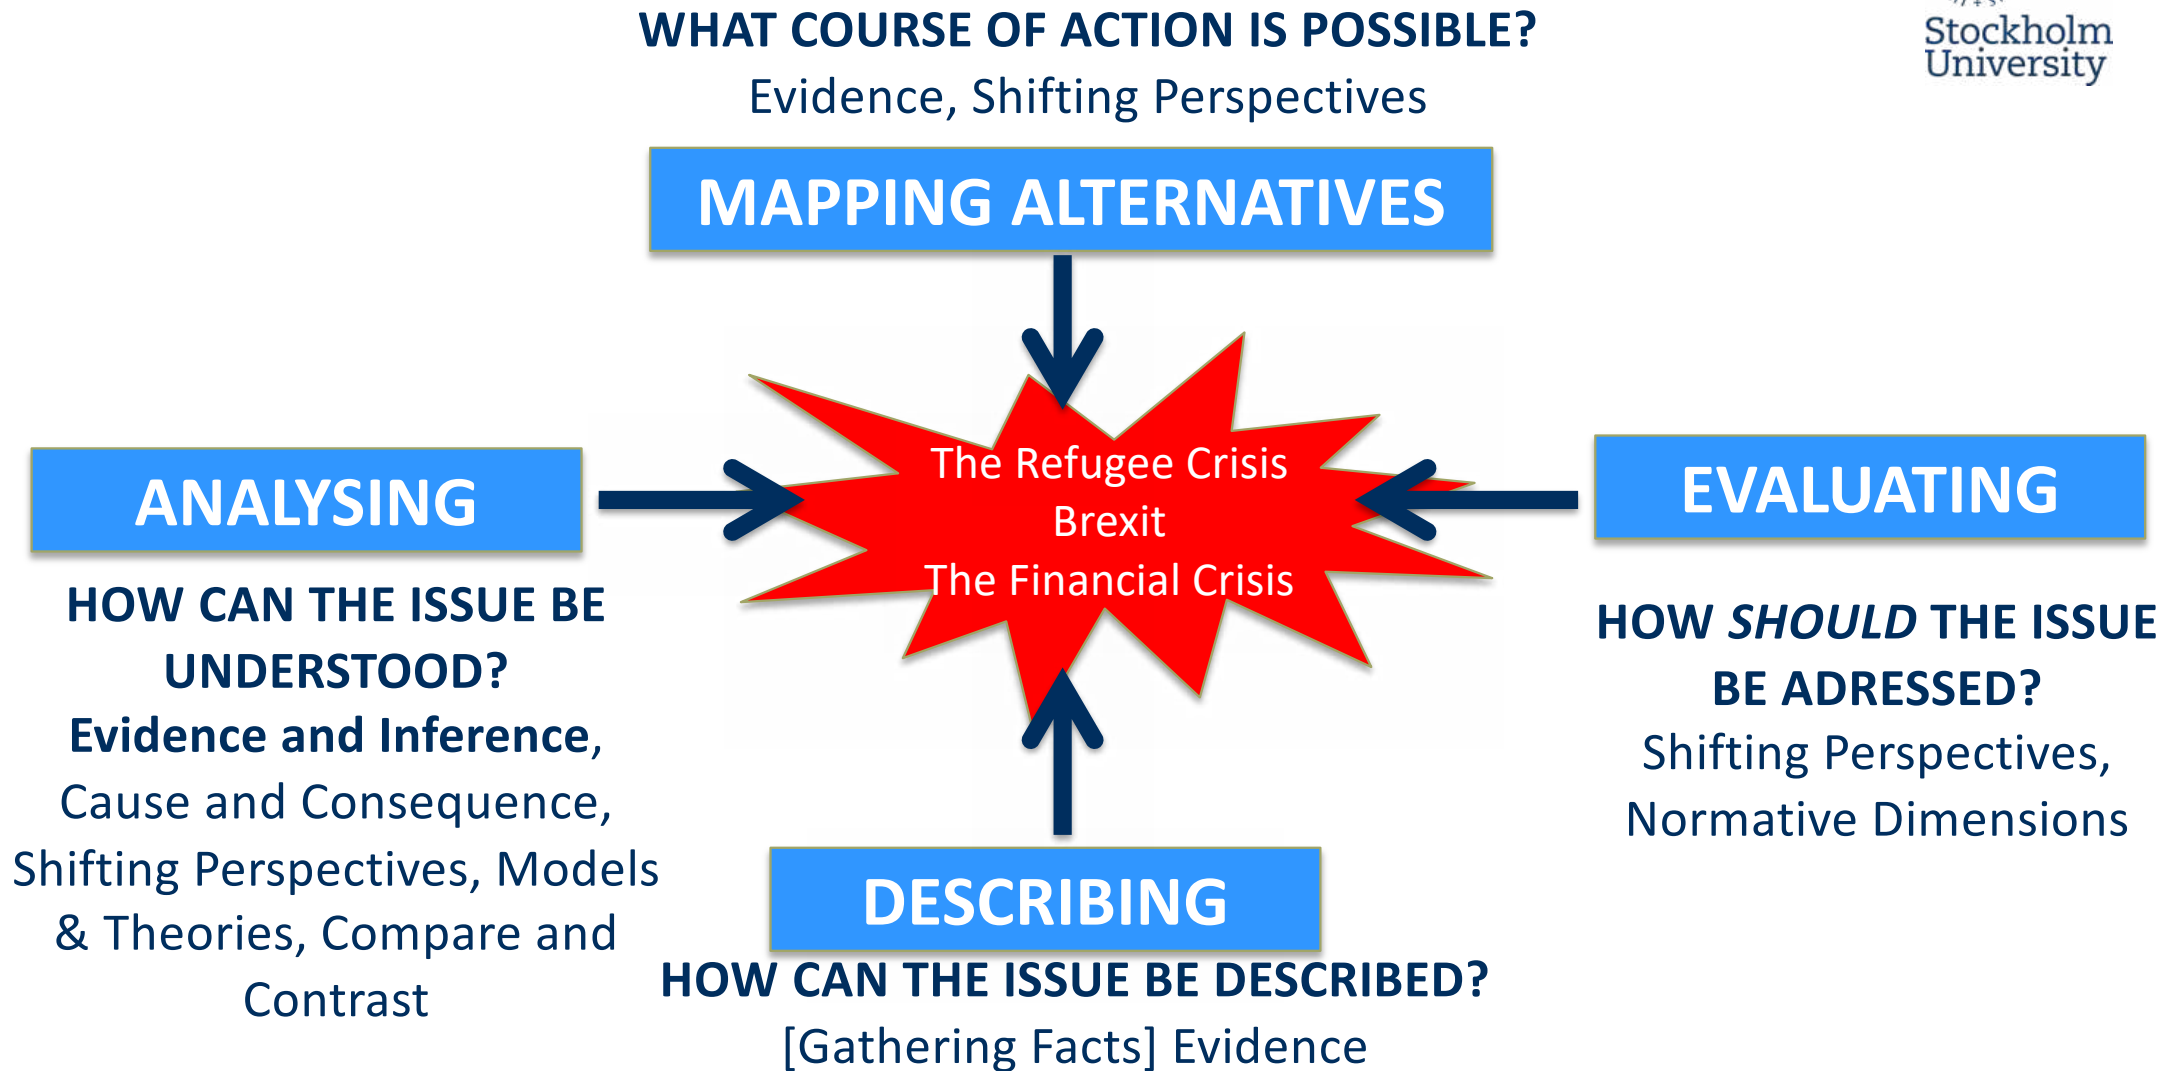 WHAT COURSE OF ACTION IS POSSIBLE?
Evidence, Shifting Perspectives
Stockholm
University
MAPPING ALTERNATIVES
The Refugee Crisis
Brexit
The Financial Crisis
ANALYSING
HOW CAN THE ISSUE BE
UNDERSTOOD?
Evidence and Inference,
Cause and Consequence,
Shifting Perspectives, Models
& Theories, Compare and
Contrast
EVALUATING
HOW SHOULD THE ISSUE
BE ADRESSED?
Shifting Perspectives,
Normative Dimensions
DESCRIBING
HOW CAN THE ISSUE BE DESCRIBED?
[Gathering Facts] Evidence